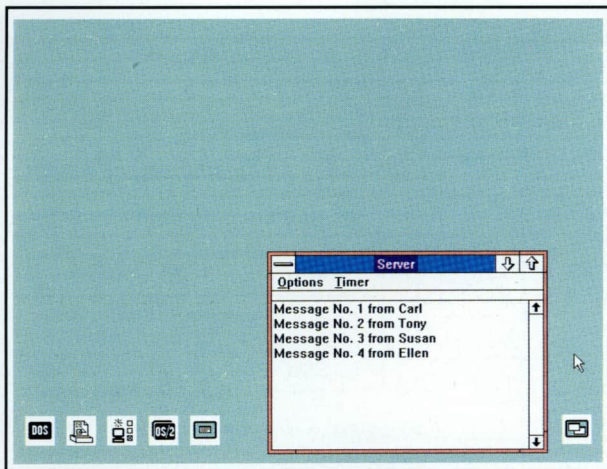 Server
Options Timer
Message No. 1 from Carl
Message No. 2 from Tony
Message No. 3 from Susan
Message No. 4 from Ellen
DOS
OS/2